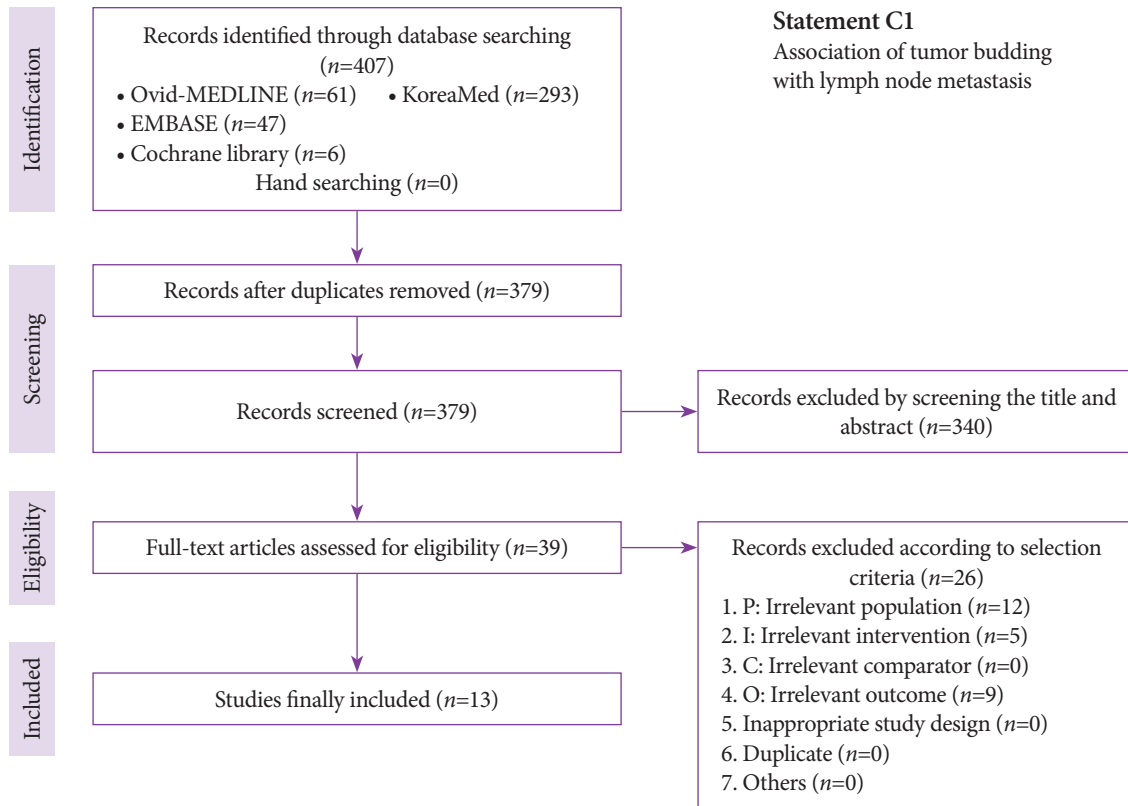 Statement C1
Association of tumor budding
with lymph node metastasis
Identification
Records identified through database searching
(n=407)
• Ovid-MEDLINE (n=61) • KoreaMed (n=293)
• EMBASE (n=47)
• Cochrane library (n=6)
Hand searching (n=0)
Screening
Records after duplicates removed (n=379)
Records screened (n=379)
Records excluded by screening the title and
abstract (n=340)
Eligibility
Full-text articles assessed for eligibility (n=39)
Records excluded according to selection
criteria (n=26)
1. P: Irrelevant population (n=12)
2. I: Irrelevant intervention (n=5)
3. C: Irrelevant comparator (n=0)
4. O: Irrelevant outcome (n=9)
5. Inappropriate study design (n=0)
6. Duplicate (n=0)
7. Others (n=0)
Included
Studies finally included (n=13)